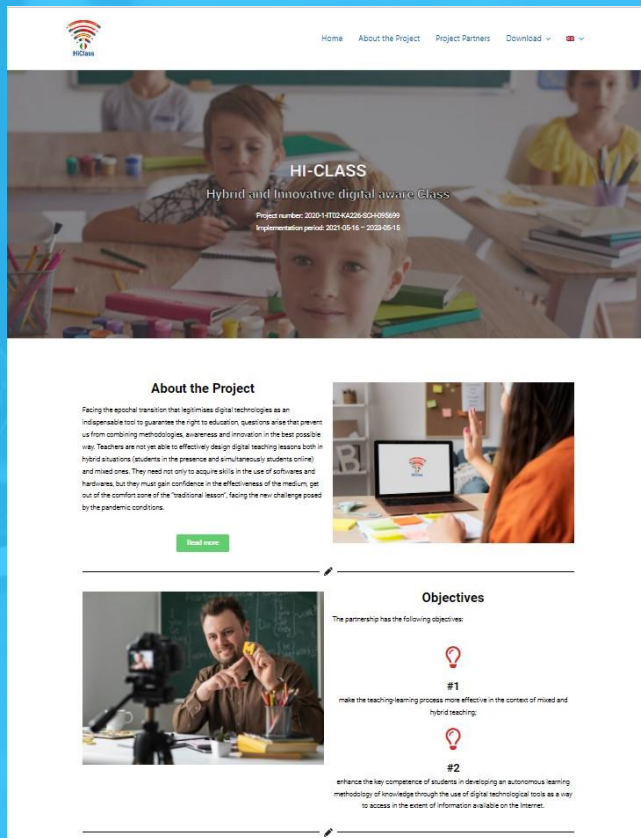 HiClass
Home About the Project Project Partners Download
HI-CLASS
Hybrid and Innovative digital aware Class
Project number: 2020-1-IT02-KA226-SCH-095699
Implementation period: 2021-05-16 – 2023-05-15
About the Project
Facing the epochal transition that legitimises digital technologies as an
indispensable tool to guarantee the right to education, questions arise that prevent
us from combining methodologies, awareness and innovation in the best possible
way. Teachers are not yet able to effectively design digital teaching lessons both in
hybrid situations (students in the presence and simultaneously students online)
and mixed ones. They need not only to acquire skills in the use of softwares and
hardwares, but they must gain confidence in the effectiveness of the medium, get
out of the comfort zone of the "traditional lesson", facing the new challenge posed
by the pandemic conditions.
Read more
Objectives
The partnership has the following objectives:
#1
make the teaching-learning process more effective in the context of mixed and
hybrid teaching;
#2
enhance the key competence of students in developing an autonomous learning
methodology of knowledge through the use of digital technological tools as a way
to access in the extent of information available on the Internet.